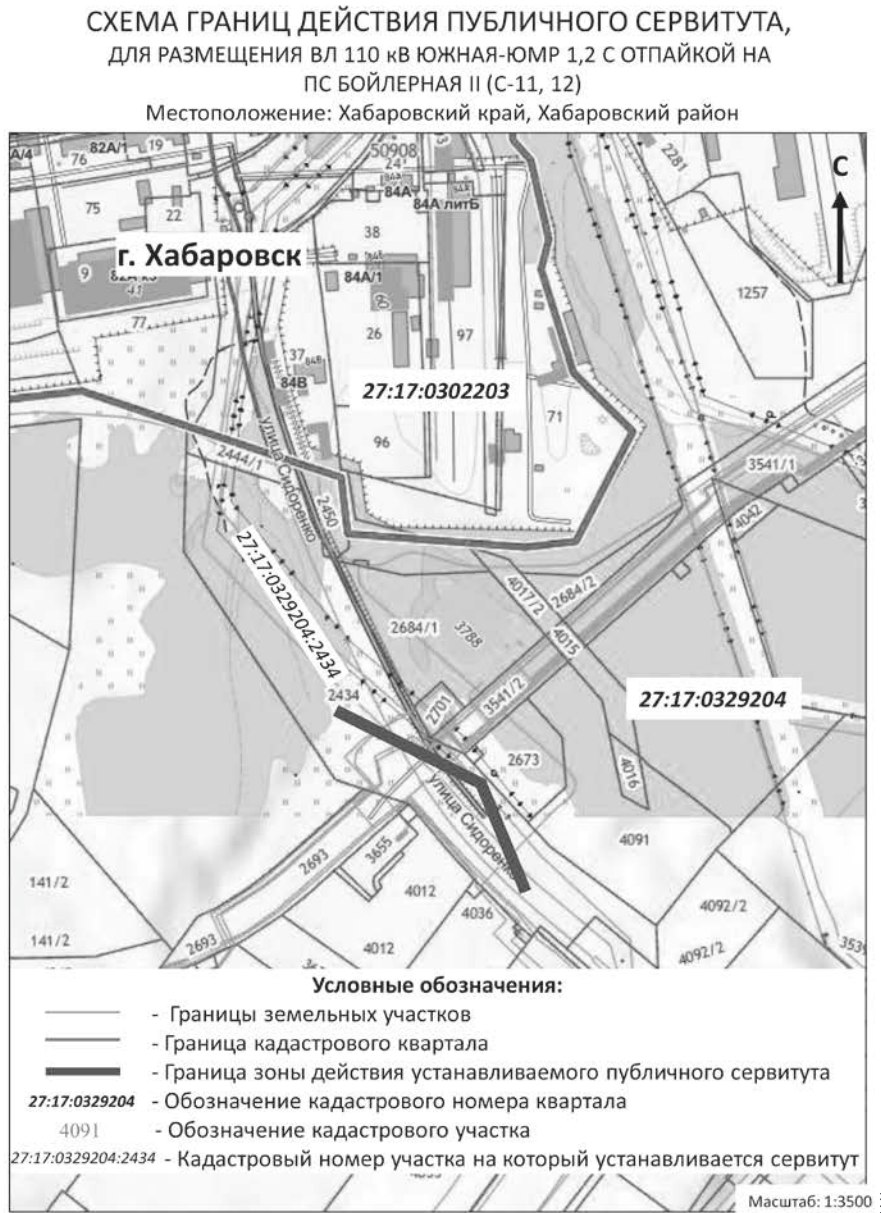 СХЕМА ГРАНИЦ ДЕЙСТВИЯ ПУБЛИЧНОГО СЕРВИТУТА,
ДЛЯ РАЗМЕЩЕНИЯ ВЛ 110 кВ ЮЖНАЯ-ЮМР 1,2 С ОТПАЙКОЙ НА
ПС БОЙЛЕРНАЯ II (С-11, 12)
Местоположение: Хабаровский край, Хабаровский район
82А/1
19
50908
А/4
76
24
84А
84А литБ
2281
С
75
22
38
г. Хабаровск
9
41
84А/1
1257
77
26
97
37
84В
84В
27:17:0302203
71
96
улица Сидоренко
2444/1
3541/1
2450
4042
27:17:0329204:2434
4017/2
2684/2
2684/1
3788
4015
2434
2701
3541/2
27:17:0329204
2673
4016
улица Сидоренко
4091
3655
2693
141/2
4012
4036
4092/2
141/2
2693
4012
4092/2
3539
Условные обозначения:
- Границы земельных участков
- Граница кадастрового квартала
- Граница зоны действия устанавливаемого публичного сервитута
27:17:0329204 - Обозначение кадастрового номера квартала
4091 - Обозначение кадастрового участка
27:17:0329204:2434 - Кадастровый номер участка на который устанавливается сервитут
Масштаб: 1:3500